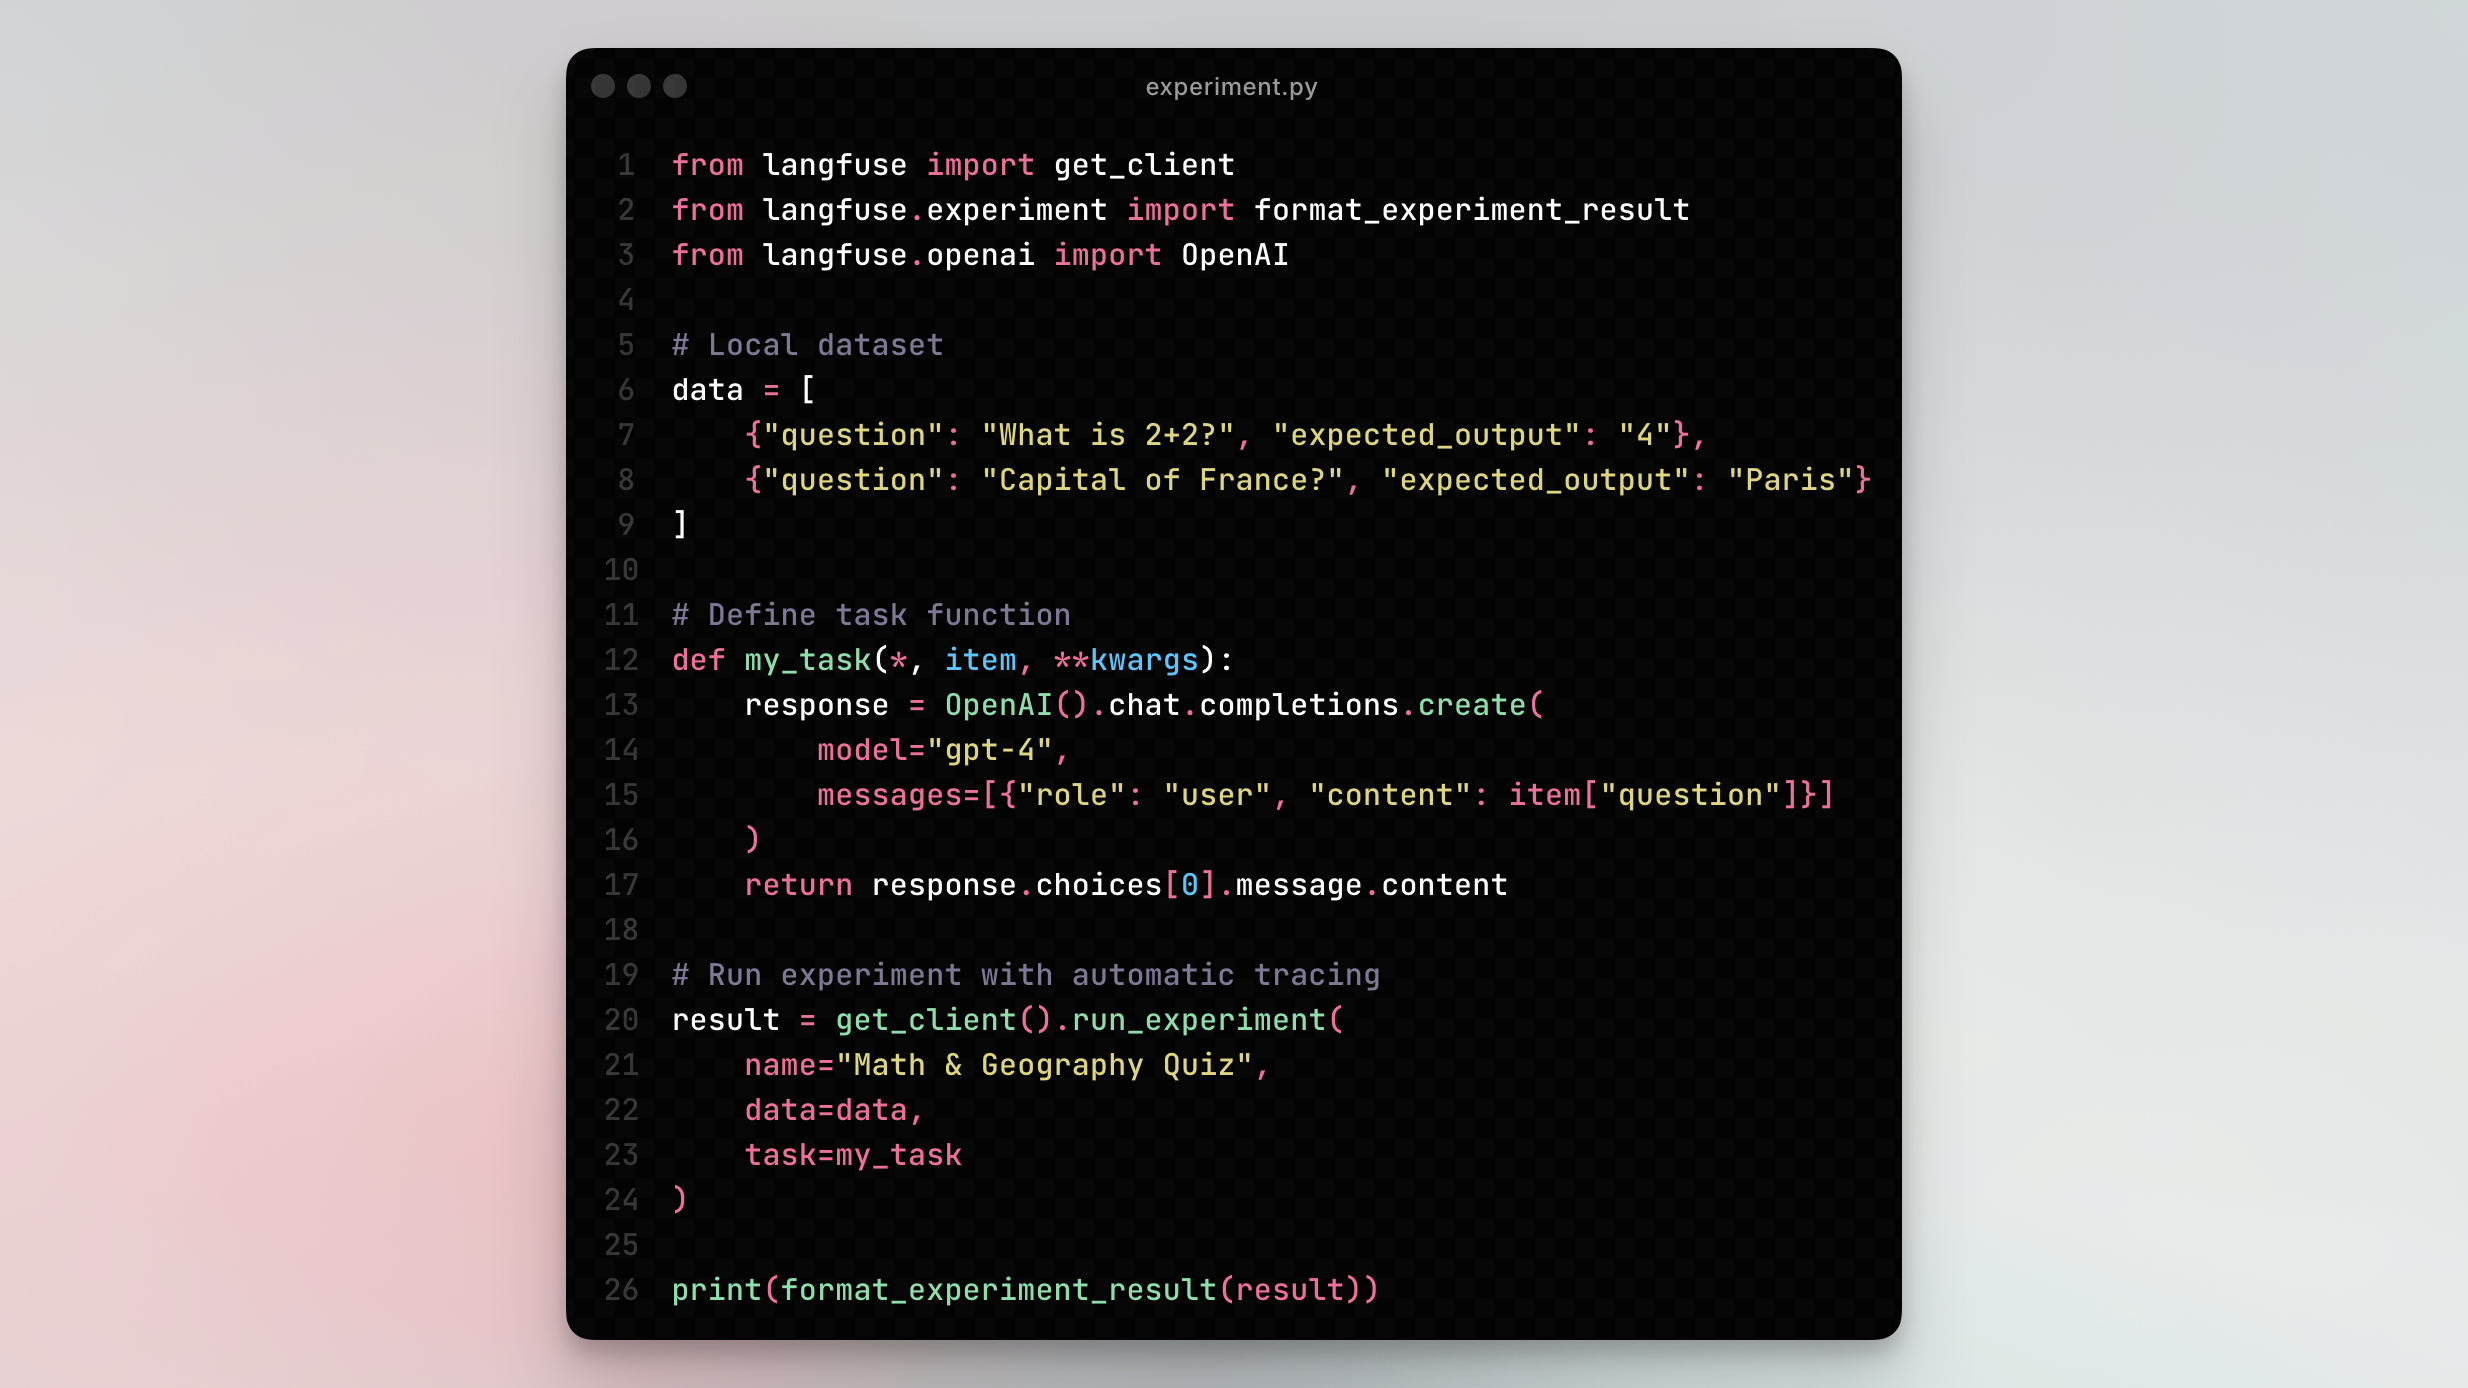 experiment.py
1 from langfuse import get_client
2 from langfuse.experiment import format_experiment_result
3 from langfuse.openai import OpenAI
4
5 # Local dataset
6 data = [
7     {"question": "What is 2+2?", "expected_output": "4"},
8     {"question": "Capital of France?", "expected_output": "Paris"}
9 ]
10
11 # Define task function
12 def my_task(*, item, **kwargs):
13     response = OpenAI().chat.completions.create(
14         model="gpt-4",
15         messages=[{"role": "user", "content": item["question"]}]
16     )
17     return response.choices[0].message.content
18
19 # Run experiment with automatic tracing
20 result = get_client().run_experiment(
21     name="Math & Geography Quiz",
22     data=data,
23     task=my_task
24 )
25
26 print(format_experiment_result(result))